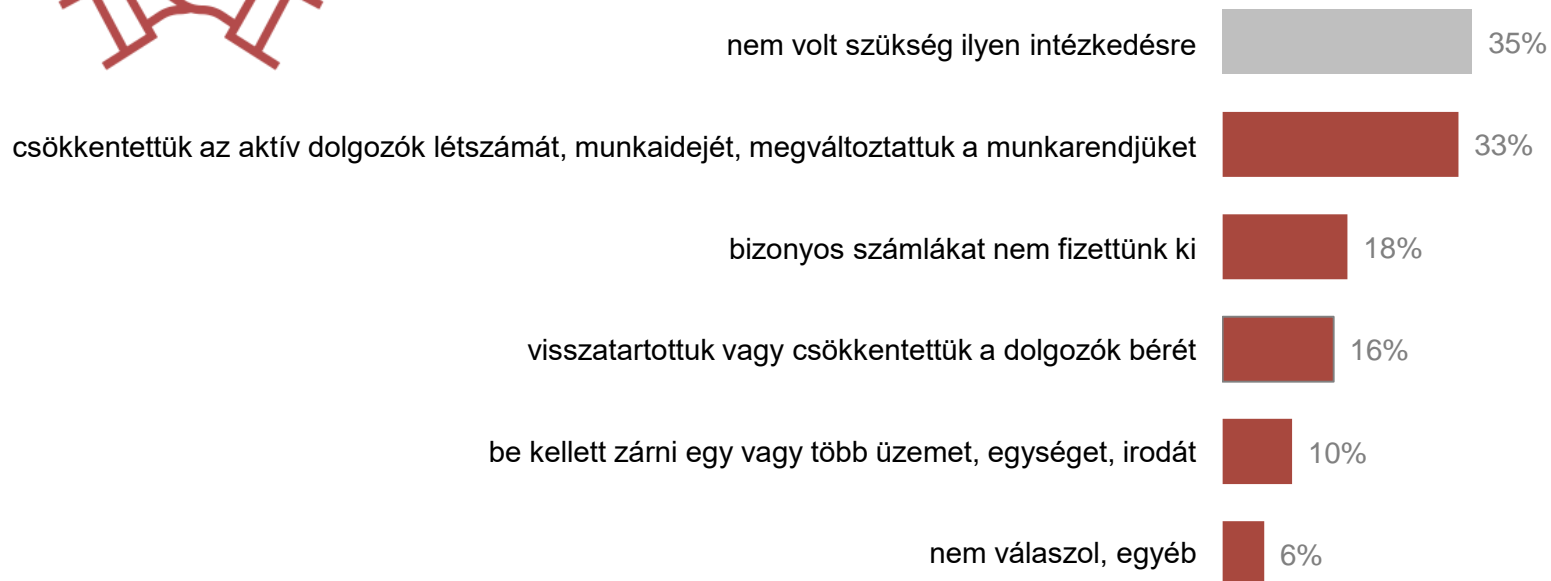 nem volt szükség ilyen intézkedésre 35%
csökkentettük az aktív dolgozók létszámát, munkaidejét, megváltoztattuk a munkarendjüket 33%
bizonyos számlákat nem fizettünk ki 18%
visszatartottuk vagy csökkentettük a dolgozók bérét 16%
be kellett zárni egy vagy több üzemet, egységet, irodát 10%
nem válaszol, egyéb 6%